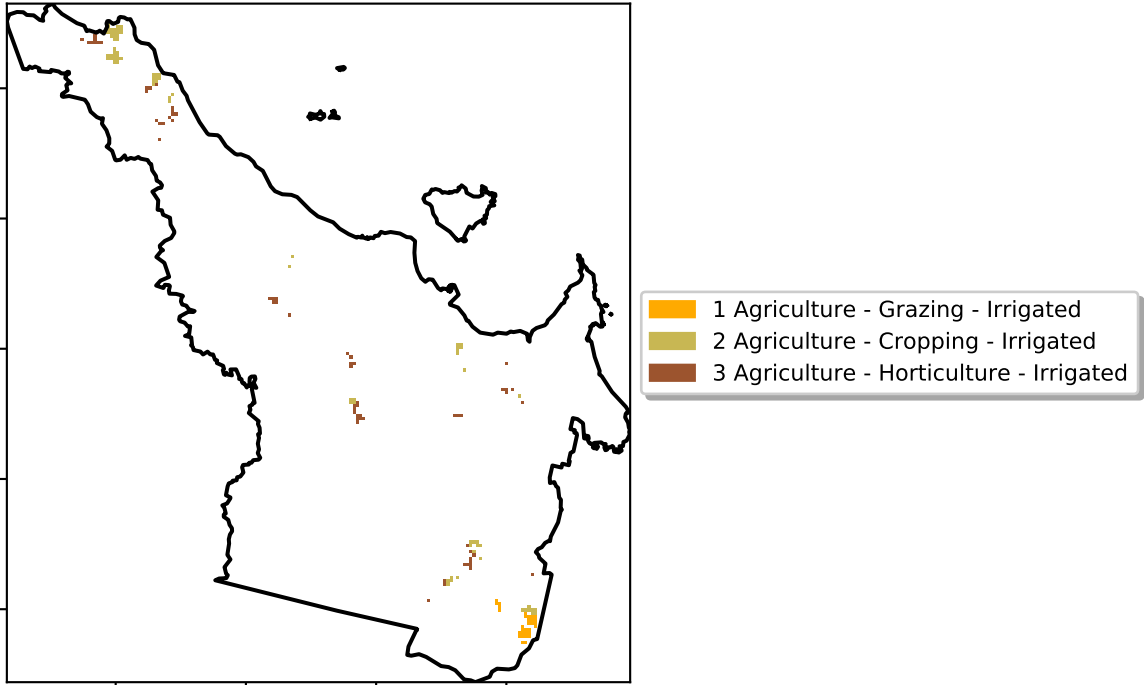 1 Agriculture - Grazing - Irrigated
2 Agriculture - Cropping - Irrigated
3 Agriculture - Horticulture - Irrigated